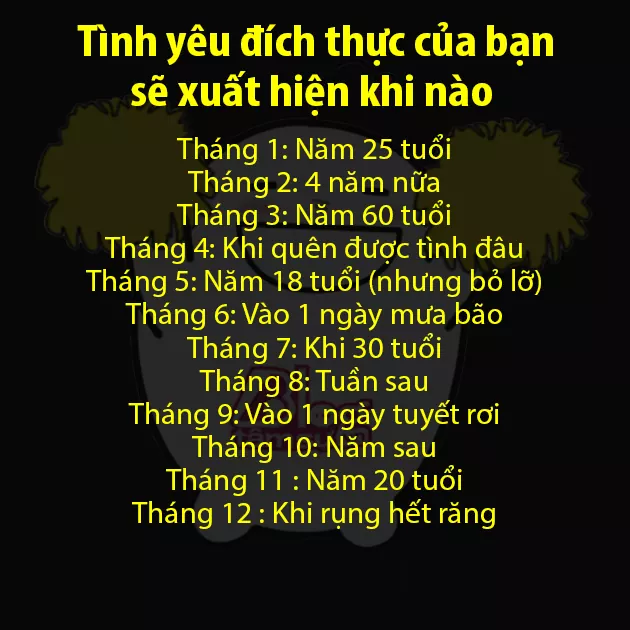 Tình yêu đích thực của bạn
sẽ xuất hiện khi nào
Tháng 1: Năm 25 tuổi
Tháng 2: 4 năm nữa
Tháng 3: Năm 60 tuổi
Tháng 4: Khi quên được tình đâu
Tháng 5: Năm 18 tuổi (nhưng bỏ lỡ)
Tháng 6: Vào 1 ngày mưa bão
Tháng 7: Khi 30 tuổi
Tháng 8: Tuần sau
Tháng 9: Vào 1 ngày tuyết rơi
Tháng 10: Năm sau
Tháng 11 : Năm 20 tuổi
Tháng 12 : Khi rụng hết răng